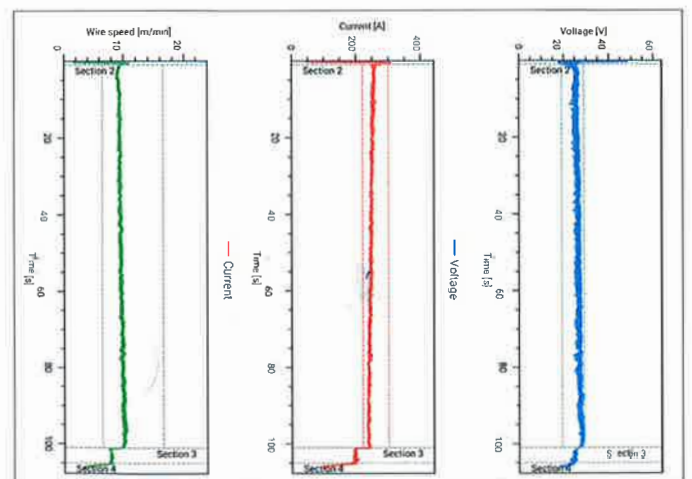 Wire speed [m/min]
0
10
20
Section 2
20
40
60
80
100
Time [s]
Section 3
Section 4
Current
Current [A]
0
200
400
Section 2
20
40
60
80
100
Time [s]
Section 3
Section 4
Voltage
Voltage [V]
0
20
40
60
Section 2
20
40
60
80
100
Time [s]
Section 3
Section 4